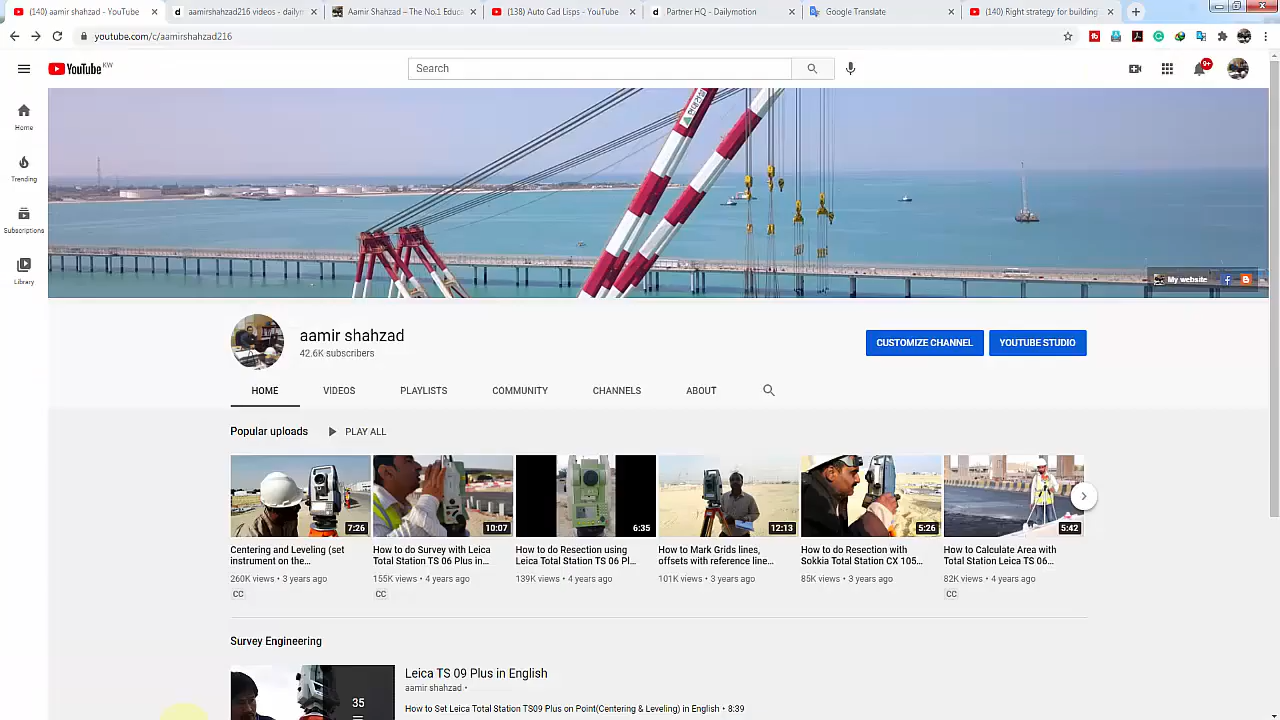 (140) aamir shahzad - YouTube
aamirshahzad216 videos - dailym
Aamir Shahzad – The No.1 Educ
(138) Auto Cad Lisps - YouTube
Partner HQ - Dailymotion
Google Translate
(140) Right strategy for building
youtube.com/c/aamirshahzad216
YouTube KW
Search
9+
Home
Trending
Subscriptions
Library
My website
aamir shahzad
42.6K subscribers
CUSTOMIZE CHANNEL
YOUTUBE STUDIO
HOME
VIDEOS
PLAYLISTS
COMMUNITY
CHANNELS
ABOUT
Popular uploads
PLAY ALL
7:26
10:07
6:35
12:13
5:26
5:42
Centering and Leveling (set
instrument on the...
260K views • 3 years ago
CC
How to do Survey with Leica
Total Station TS 06 Plus in...
155K views • 4 years ago
CC
How to do Resection using
Leica Total Station TS 06 Pl...
139K views • 4 years ago
How to Mark Grids lines,
offsets with reference line...
101K views • 3 years ago
How to do Resection with
Sokkia Total Station CX 105...
85K views • 3 years ago
How to Calculate Area with
Total Station Leica TS 06...
82K views • 4 years ago
CC
Survey Engineering
35
Leica TS 09 Plus in English
aamir shahzad •
How to Set Leica Total Station TS09 Plus on Point(Centering & Leveling) in English • 8:39